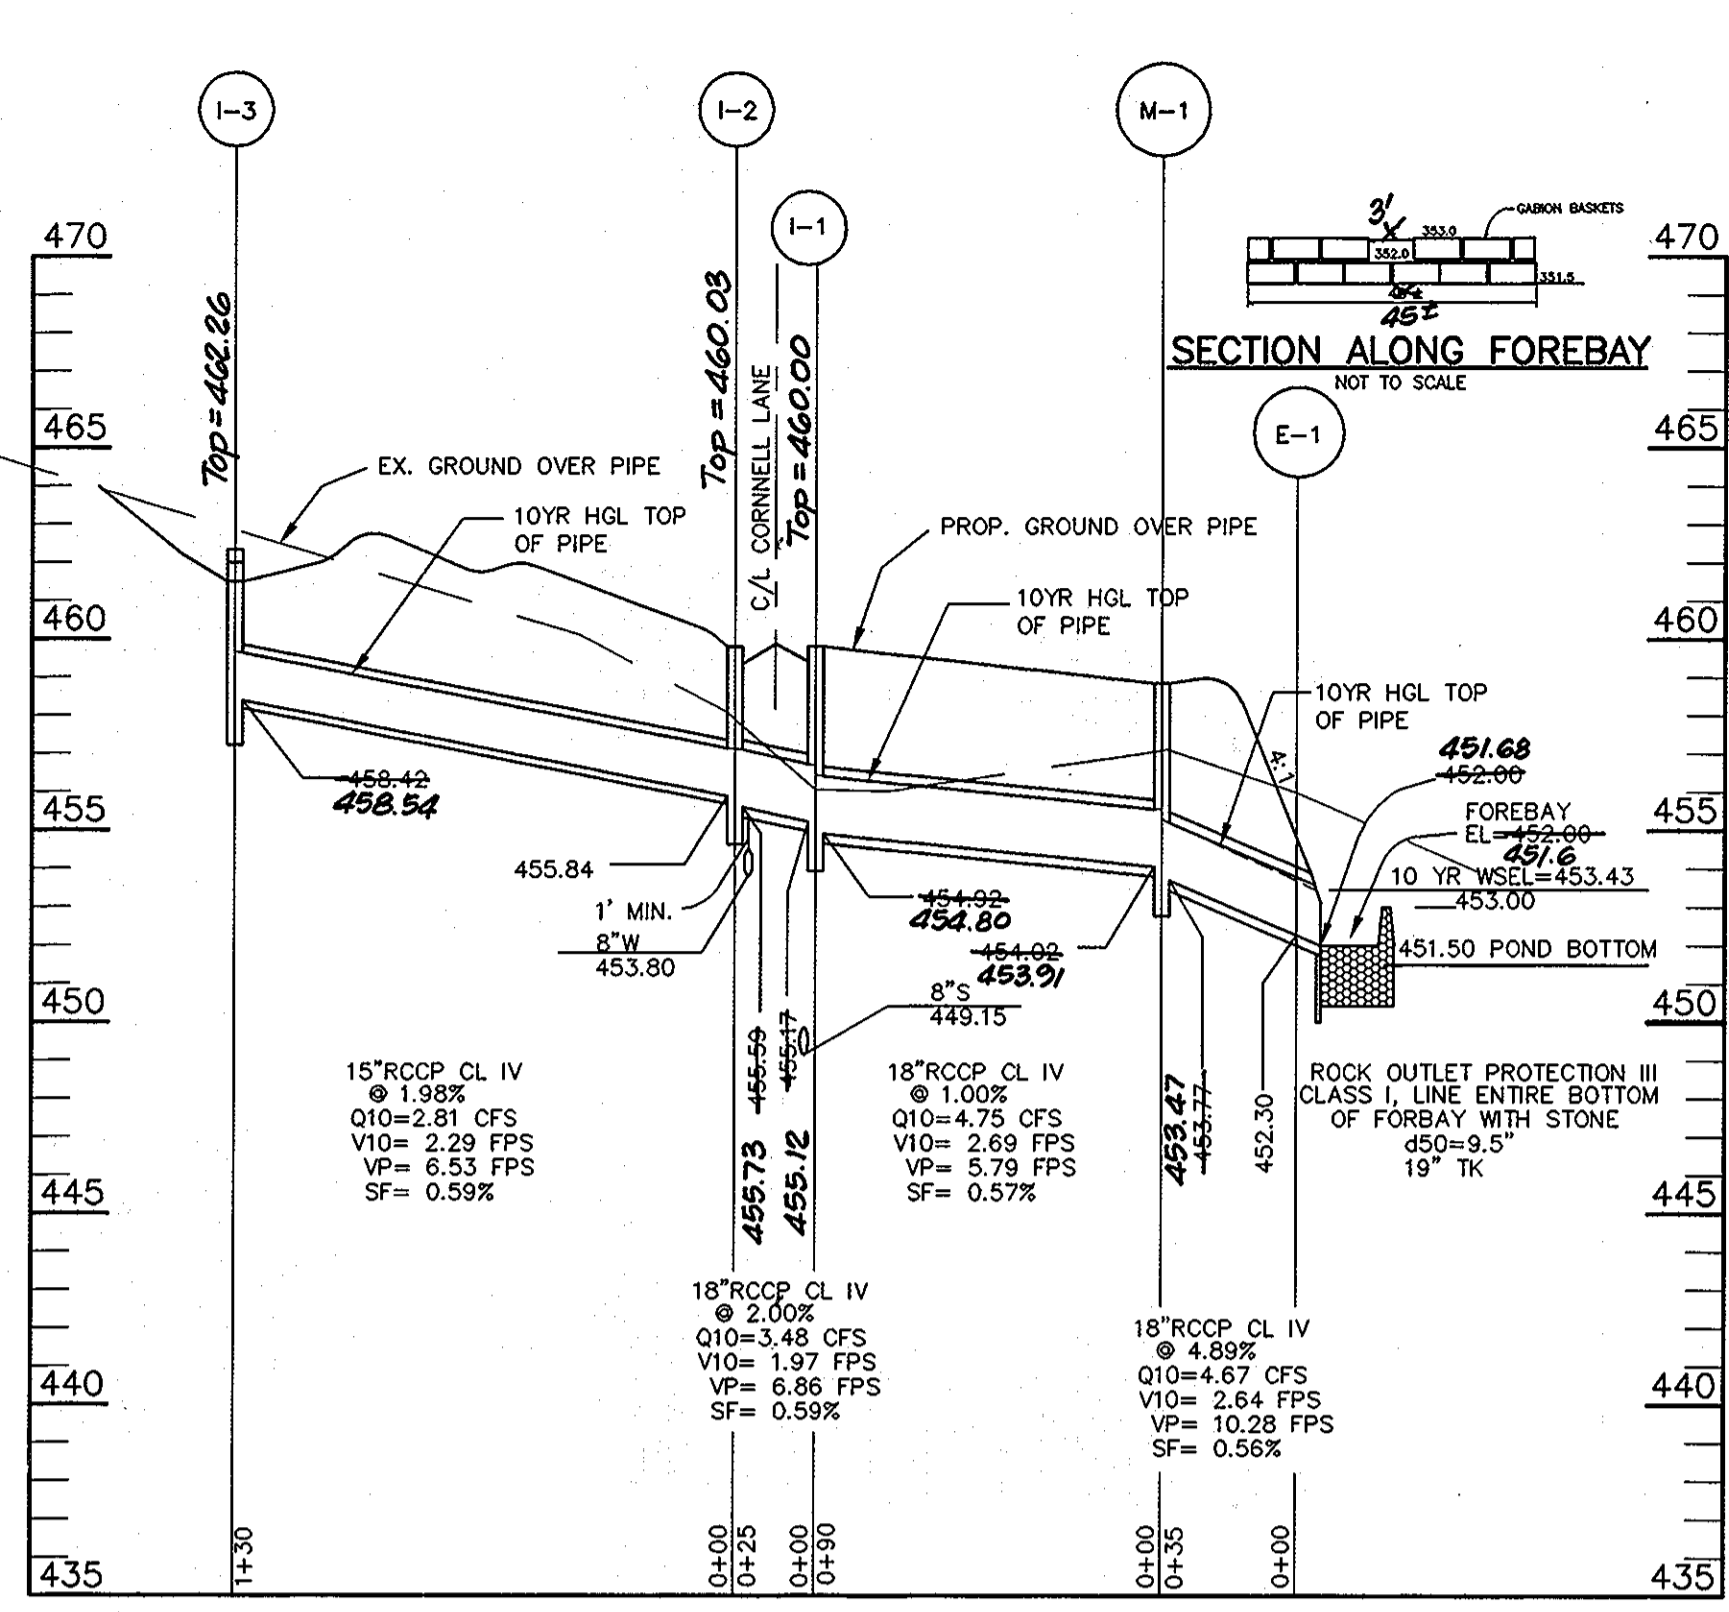 I-3
I-2
M-1
I-1
E-1
3'
GABION BASKETS
353.0
352.0
351.5
45±
SECTION ALONG FOREBAY
NOT TO SCALE
470
465
460
455
450
445
440
435
470
465
460
455
450
445
440
435
Top=462.26
Top=460.03
C/L CORNNELL LANE
Top=460.00
EX. GROUND OVER PIPE
10YR HGL TOP
OF PIPE
PROP. GROUND OVER PIPE
10YR HGL TOP
OF PIPE
10YR HGL TOP
OF PIPE
4:1
451.68
452.00
FOREBAY
EL=452.00
451.6
10 YR WSEL=453.43
453.00
451.50 POND BOTTOM
458.42
458.54
455.84
1' MIN.
8"W
453.80
454.92
454.80
454.02
453.91
8"S
449.15
455.59
455.73
455.17
455.12
453.47
453.77
452.30
15"RCCP CL IV
@ 1.98%
Q10=2.81 CFS
V10= 2.29 FPS
VP= 6.53 FPS
SF= 0.59%
18"RCCP CL IV
@ 1.00%
Q10=4.75 CFS
V10= 2.69 FPS
VP= 5.79 FPS
SF= 0.57%
ROCK OUTLET PROTECTION III
CLASS I, LINE ENTIRE BOTTOM
OF FORBAY WITH STONE
d50=9.5"
19" TK
18"RCCP CL IV
@ 2.00%
Q10=3.48 CFS
V10= 1.97 FPS
VP= 6.86 FPS
SF= 0.59%
18"RCCP CL IV
@ 4.89%
Q10=4.67 CFS
V10= 2.64 FPS
VP= 10.28 FPS
SF= 0.56%
1+30
0+00
0+25
0+00
0+90
0+00
0+35
0+00